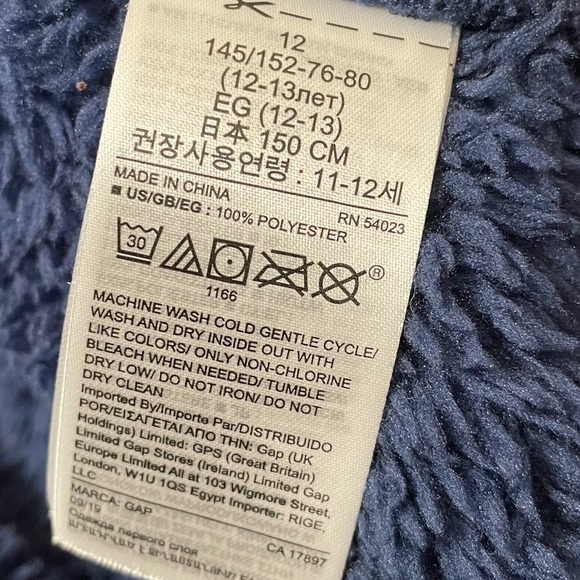 12
145/152-76-80
(12-13лет)
EG (12-13)
日本 150 CM
권장사용연령 : 11-12세
MADE IN CHINA RN 54023
US/GB/EG : 100% POLYESTER
30
®
1166
MACHINE WASH COLD GENTLE CYCLE/
WASH AND DRY INSIDE OUT WITH
LIKE COLORS/ ONLY NON-CHLORINE
BLEACH WHEN NEEDED/ TUMBLE
DRY LOW/ DO NOT IRON/ DO NOT
DRY CLEAN
Imported By/Importe Par/DISTRIBUIDO
POR/ΕΙΣΑΓΕΤΑΙ ΑΠΟ ΤΗΝ: Gap (UK
Holdings) Limited: GPS (Great Britain)
Limited Gap Stores (Ireland) Limited Gap
Europe Limited All at 103 Wigmore Street,
London, W1U 1QS Egypt Importer: RIGE,
LLC
MARCA: GAP
09/19 CA 17897
Одежда первого слоя